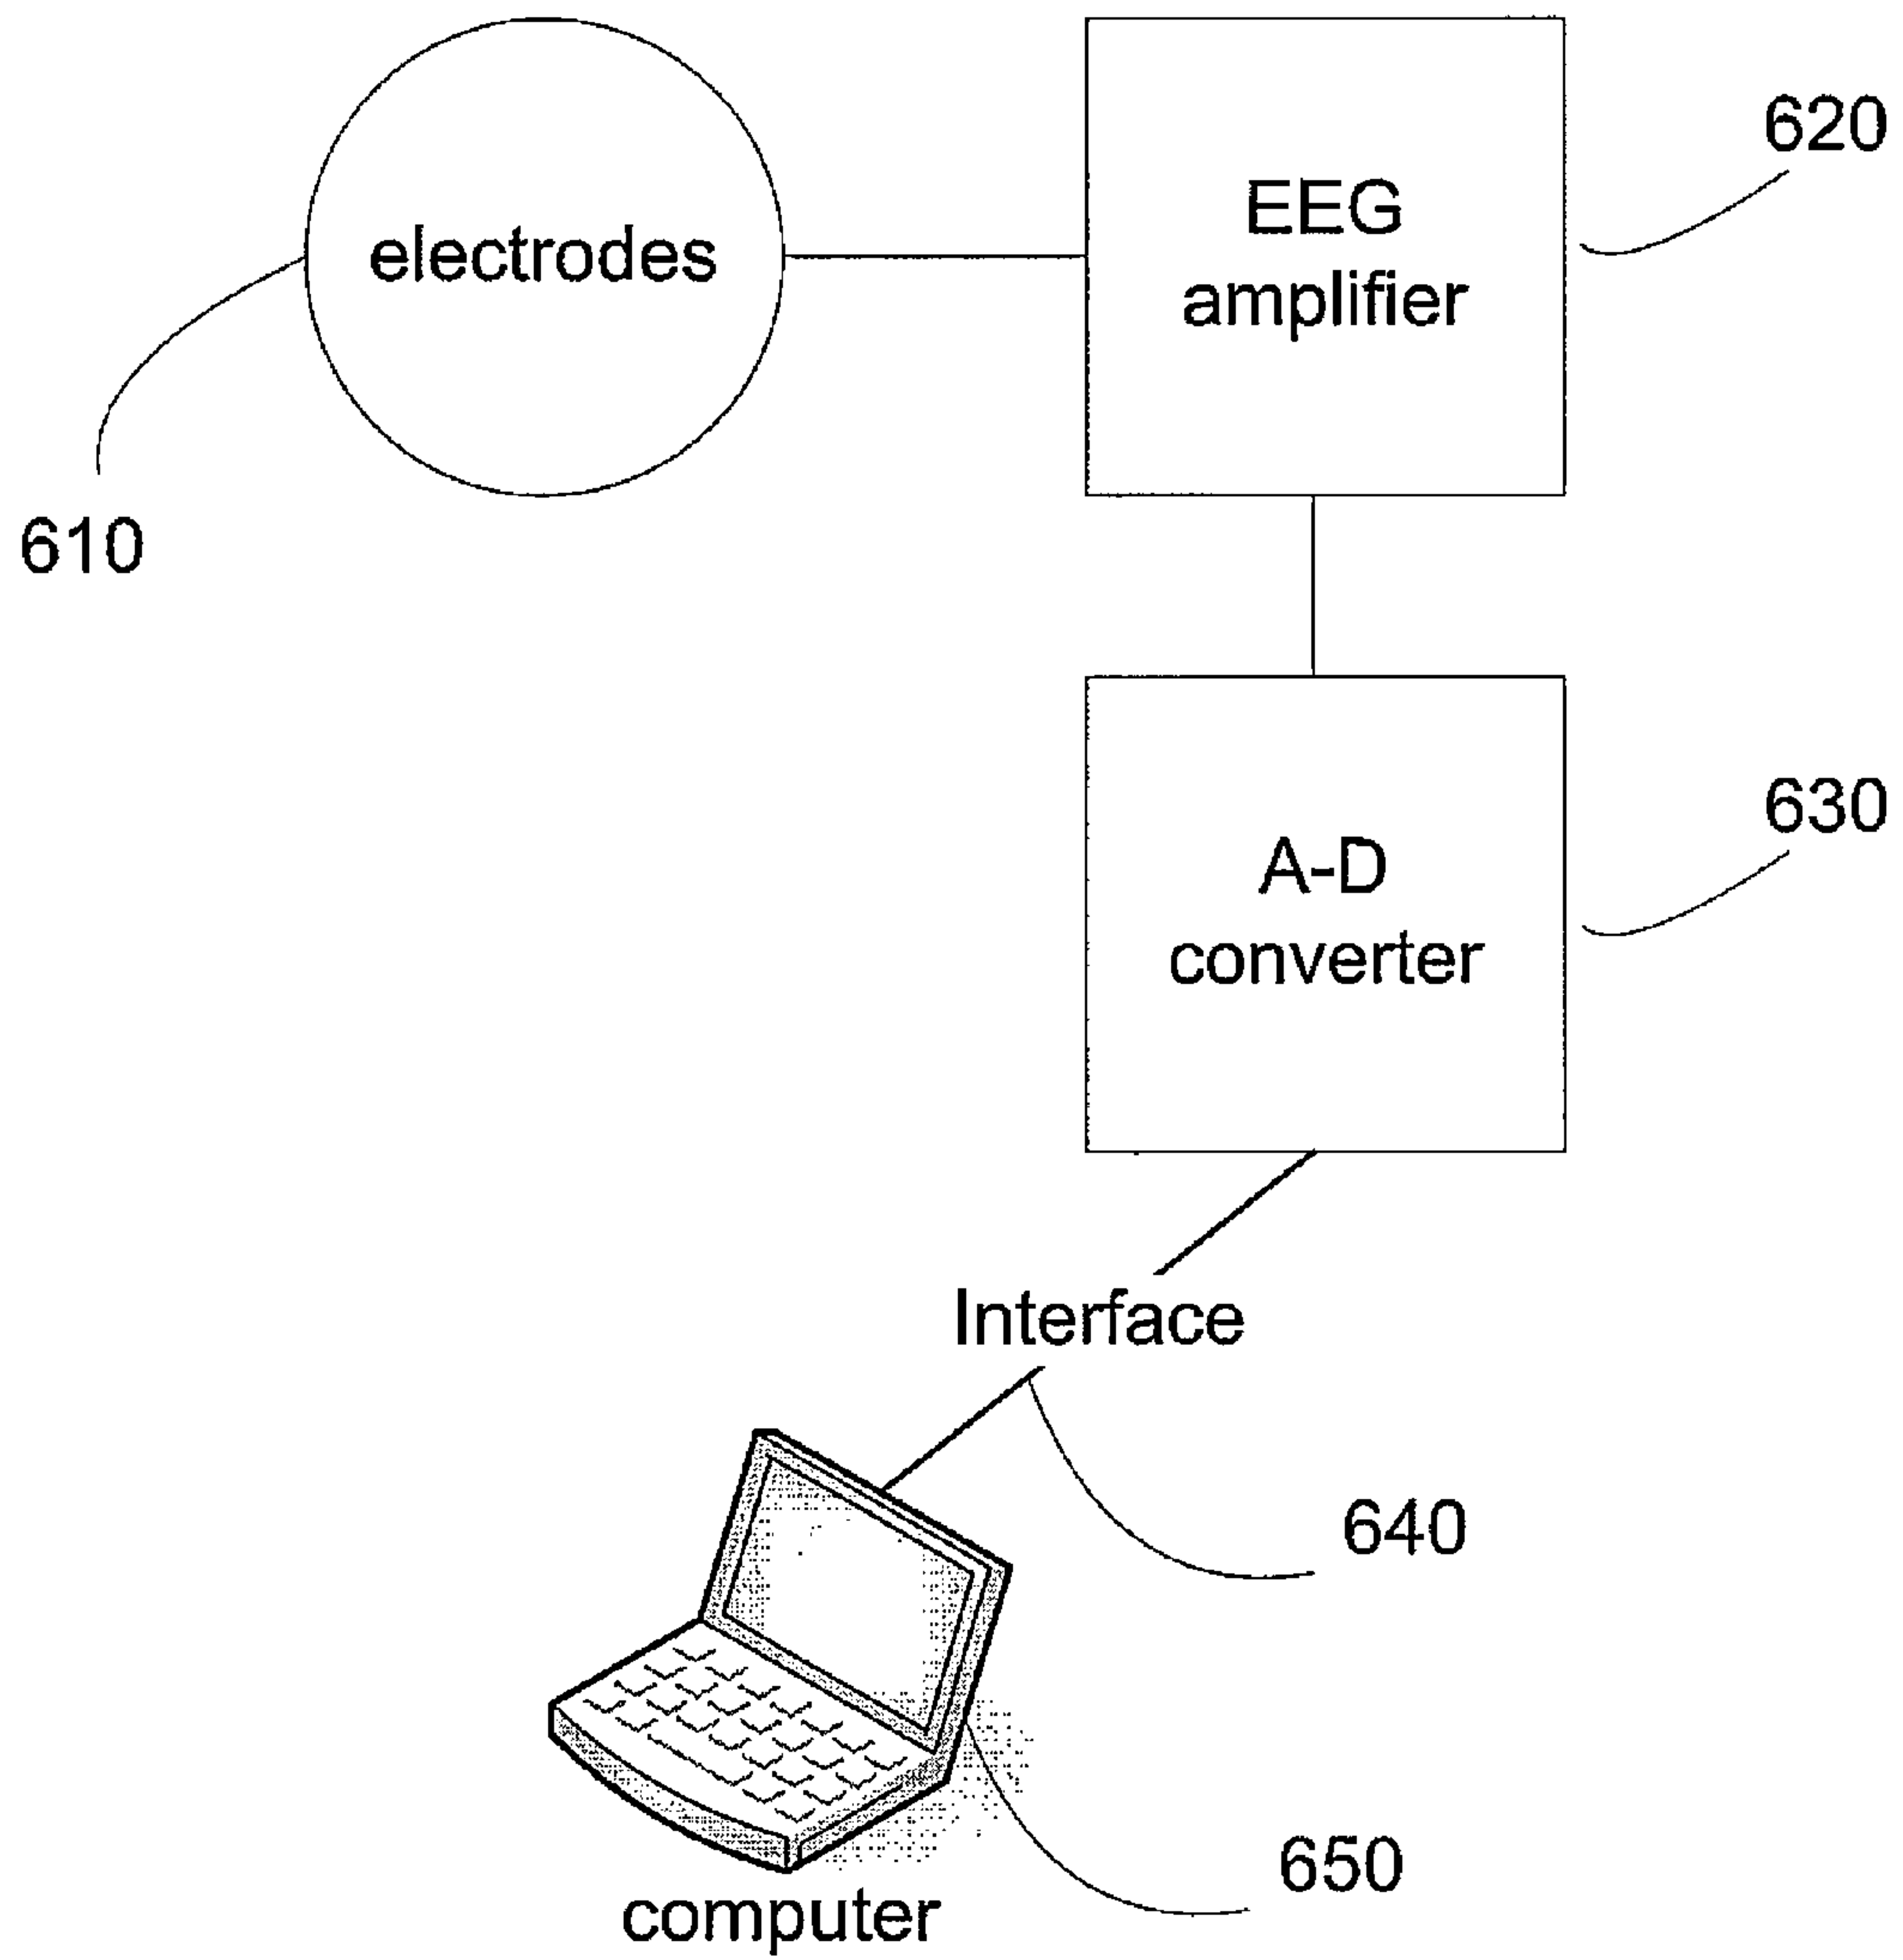 620
EEG
amplifier
electrodes
610
630
A-D
converter
Interface
640
650
computer